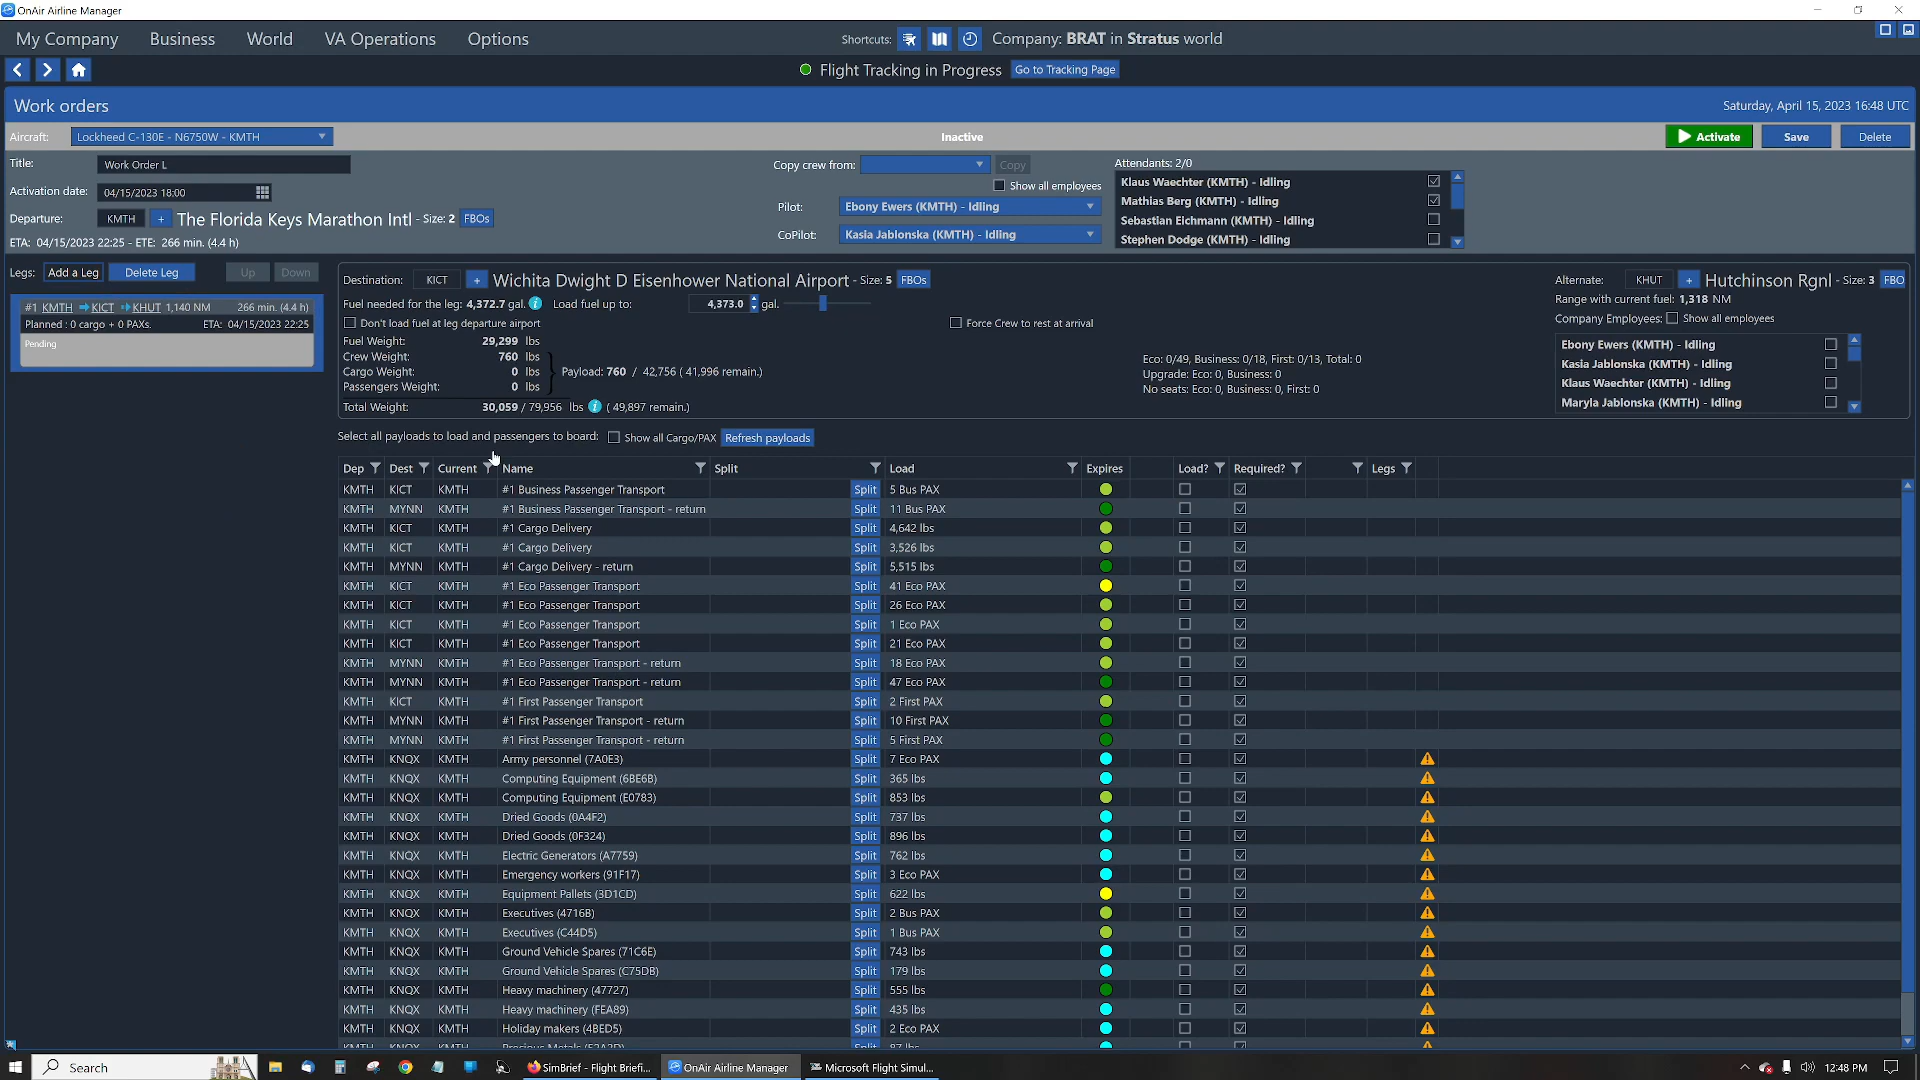 OnAir Airline Manager
My Company Business World VA Operations Options Shortcuts: Company: BRAT in Stratus world
Flight Tracking in Progress Go to Tracking Page
Work orders Saturday, April 15, 2023 16:48 UTC
Aircraft: Lockheed C-130E - N6750W - KMTH Inactive Activate Save Delete
Title: Work Order L
Activation date: 04/15/2023 18:00
Departure: KMTH + The Florida Keys Marathon Intl - Size: 2 FBOs
ETA: 04/15/2023 22:25 - ETE: 266 min. (4.4 h)
Copy crew from: Copy
Show all employees
Pilot: Ebony Ewers (KMTH) - Idling
CoPilot: Kasia Jablonska (KMTH) - Idling
Attendants: 2/0
Klaus Waechter (KMTH) - Idling
Mathias Berg (KMTH) - Idling
Sebastian Eichmann (KMTH) - Idling
Stephen Dodge (KMTH) - Idling
Legs: Add a Leg Delete Leg Up Down
#1 KMTH KICT KHUT 1,140 NM 266 min. (4.4 h)
Planned : 0 cargo + 0 PAXs. ETA: 04/15/2023 22:25
Pending
Destination: KICT + Wichita Dwight D Eisenhower National Airport - Size: 5 FBOs
Fuel needed for the leg: 4,372.7 gal. Load fuel up to: 4,373.0 gal.
Don't load fuel at leg departure airport Force Crew to rest at arrival
Fuel Weight: 29,299 lbs
Crew Weight: 760 lbs
Cargo Weight: 0 lbs Payload: 760 / 42,756 ( 41,996 remain.)
Passengers Weight: 0 lbs
Total Weight: 30,059 / 79,956 lbs ( 49,897 remain.)
Eco: 0/49, Business: 0/18, First: 0/13, Total: 0
Upgrade: Eco: 0, Business: 0
No seats: Eco: 0, Business: 0, First: 0
Alternate: KHUT + Hutchinson Rgnl - Size: 3 FBO
Range with current fuel: 1,318 NM
Company Employees: Show all employees
Ebony Ewers (KMTH) - Idling
Kasia Jablonska (KMTH) - Idling
Klaus Waechter (KMTH) - Idling
Maryla Jablonska (KMTH) - Idling
Select all payloads to load and passengers to board: Show all Cargo/PAX Refresh payloads
Dep Dest Current Name Split Load Expires Load? Required? Legs
KMTH KICT KMTH #1 Business Passenger Transport Split 5 Bus PAX
KMTH MYNN KMTH #1 Business Passenger Transport - return Split 11 Bus PAX
KMTH KICT KMTH #1 Cargo Delivery Split 4,642 lbs
KMTH KICT KMTH #1 Cargo Delivery Split 3,526 lbs
KMTH MYNN KMTH #1 Cargo Delivery - return Split 5,515 lbs
KMTH KICT KMTH #1 Eco Passenger Transport Split 41 Eco PAX
KMTH KICT KMTH #1 Eco Passenger Transport Split 26 Eco PAX
KMTH KICT KMTH #1 Eco Passenger Transport Split 1 Eco PAX
KMTH KICT KMTH #1 Eco Passenger Transport Split 21 Eco PAX
KMTH MYNN KMTH #1 Eco Passenger Transport - return Split 18 Eco PAX
KMTH MYNN KMTH #1 Eco Passenger Transport - return Split 47 Eco PAX
KMTH KICT KMTH #1 First Passenger Transport Split 2 First PAX
KMTH MYNN KMTH #1 First Passenger Transport - return Split 10 First PAX
KMTH MYNN KMTH #1 First Passenger Transport - return Split 5 First PAX
KMTH KNQX KMTH Army personnel (7A0E3) Split 7 Eco PAX
KMTH KNQX KMTH Computing Equipment (6BE6B) Split 365 lbs
KMTH KNQX KMTH Computing Equipment (E0783) Split 853 lbs
KMTH KNQX KMTH Dried Goods (0A4F2) Split 737 lbs
KMTH KNQX KMTH Dried Goods (0F324) Split 896 lbs
KMTH KNQX KMTH Electric Generators (A7759) Split 762 lbs
KMTH KNQX KMTH Emergency workers (91F17) Split 3 Eco PAX
KMTH KNQX KMTH Equipment Pallets (3D1CD) Split 622 lbs
KMTH KNQX KMTH Executives (4716B) Split 2 Bus PAX
KMTH KNQX KMTH Executives (C44D5) Split 1 Bus PAX
KMTH KNQX KMTH Ground Vehicle Spares (71C6E) Split 743 lbs
KMTH KNQX KMTH Ground Vehicle Spares (C75DB) Split 179 lbs
KMTH KNQX KMTH Heavy machinery (47727) Split 555 lbs
KMTH KNQX KMTH Heavy machinery (FEA89) Split 435 lbs
KMTH KNQX KMTH Holiday makers (4BED5) Split 2 Eco PAX
Search SimBrief - Flight Briefi... OnAir Airline Manager Microsoft Flight Simul... 12:48 PM